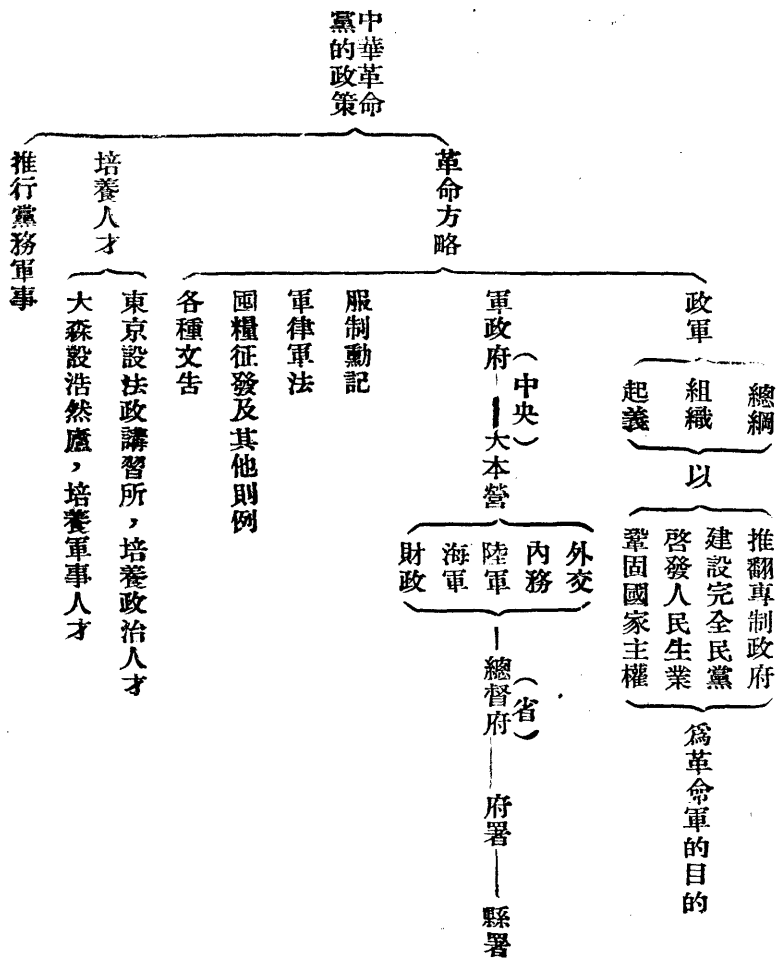 中華革命
黨的政策
革命方略
政軍
總綱
組織
起義
以
推翻專制政府
建設完全民黨
啓發人民生業
鞏固國家主權
爲革命軍的目的
(中央)
軍政府—大本營
外交
內務
陸軍
海軍
財政
(省)
—總督府——府署——縣署
服制勳記
軍律軍法
糧征發及其他則例
各種文告
培養人才
東京設法政講習所,培養政治人才
大森設浩然廬,培養軍事人才
推行黨務軍事